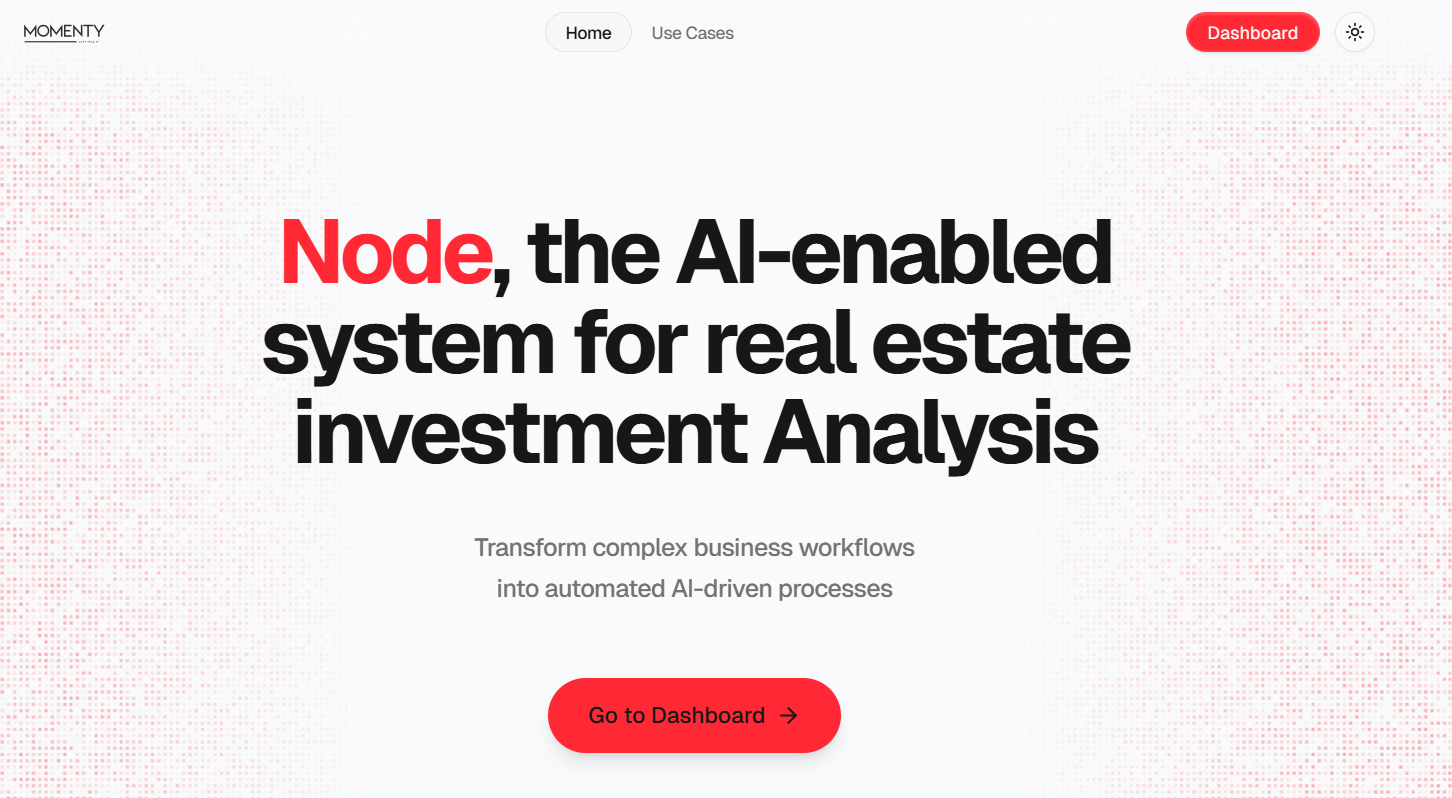 MOMENTY
Home
Use Cases
Dashboard
Node, the AI-enabled
system for real estate
investment Analysis
Transform complex business workflows
into automated AI-driven processes
Go to Dashboard